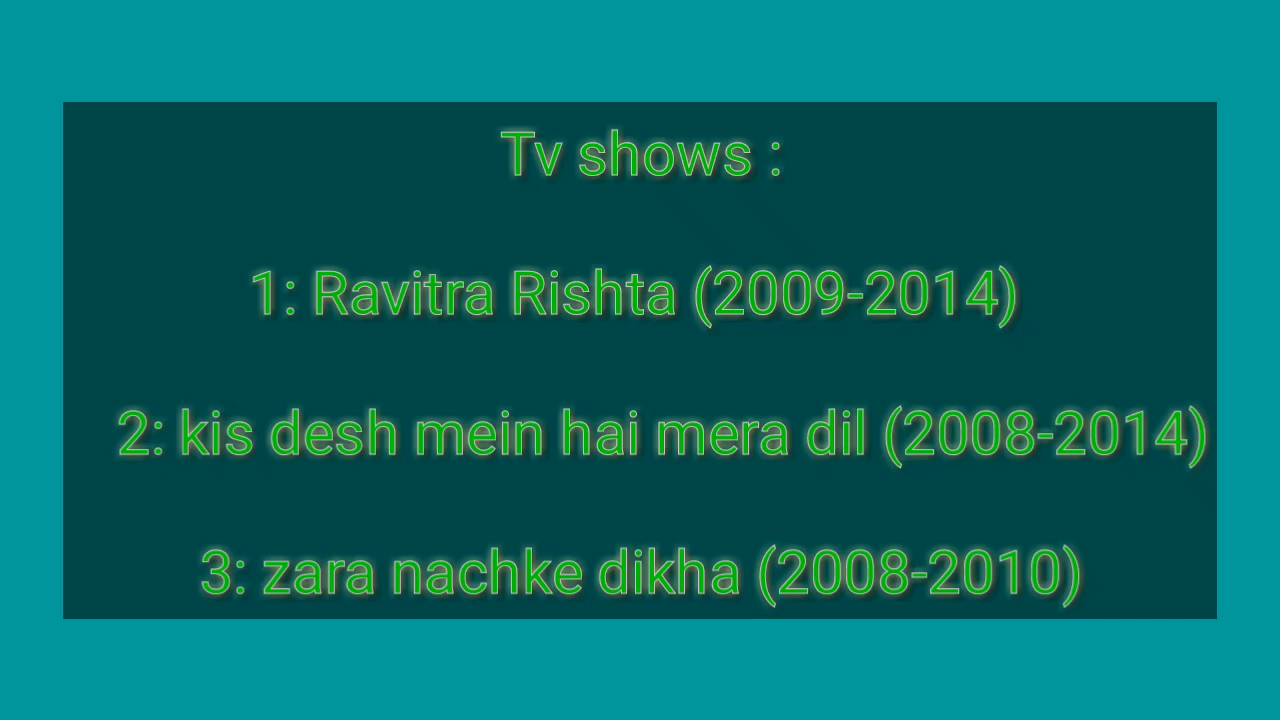 Tv shows :
1: Ravitra Rishta (2009-2014)
2: kis desh mein hai mera dil (2008-2014)
3: zara nachke dikha (2008-2010)